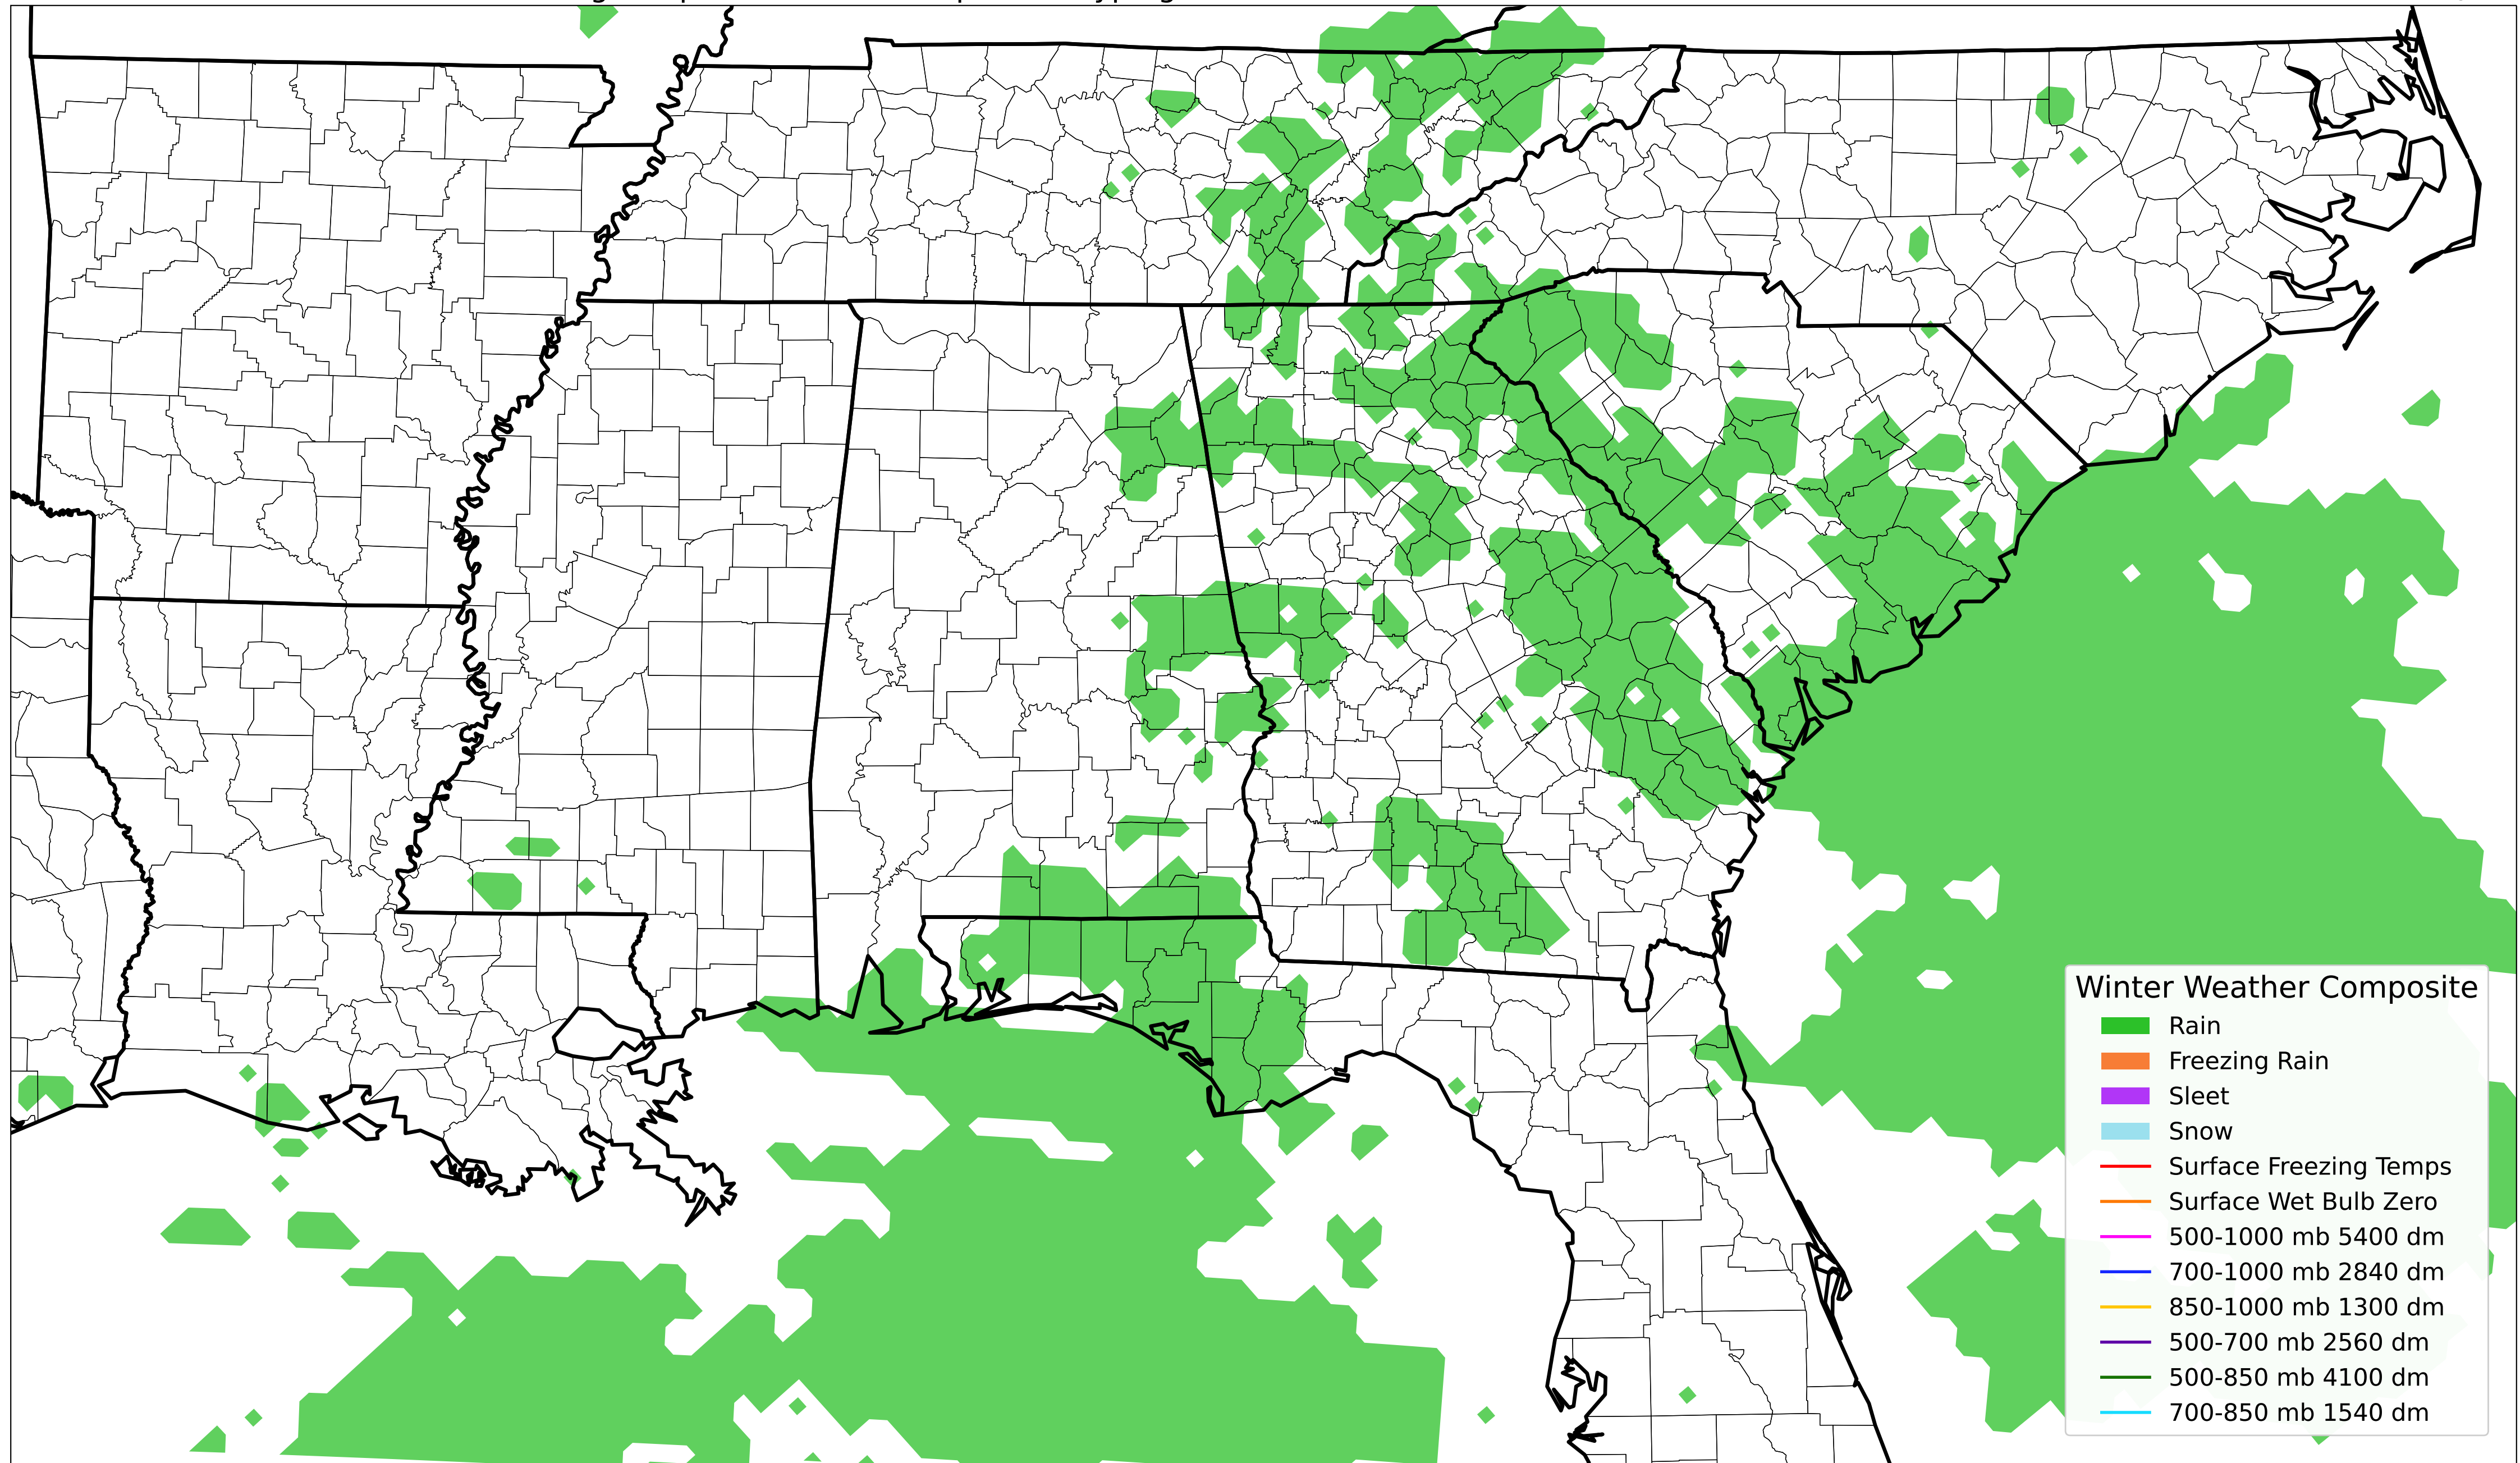 Winter Weather Composite
Rain
Freezing Rain
Sleet
Snow
Surface Freezing Temps
Surface Wet Bulb Zero
500-1000 mb 5400 dm
700-1000 mb 2840 dm
850-1000 mb 1300 dm
500-700 mb 2560 dm
500-850 mb 4100 dm
700-850 mb 1540 dm